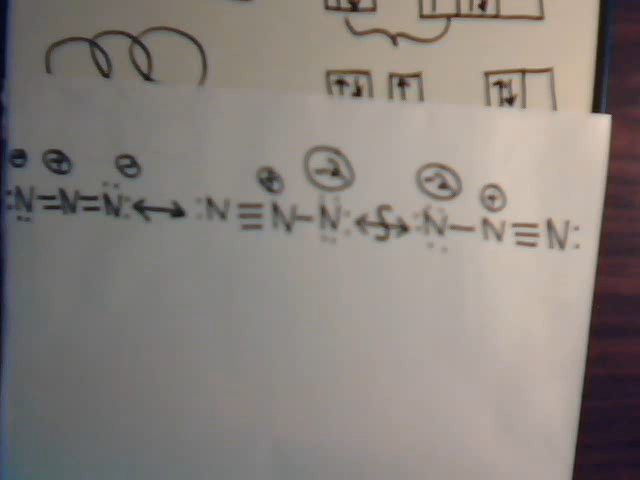 ↑↓ ↑ ↑↓
⊖ ⊕ ⊖ ⊕ -2 -2 ⊕
:N̤=N=N̈: ↔ :N≡N-N̤̈: ↔ :N̤̈-N≡N: